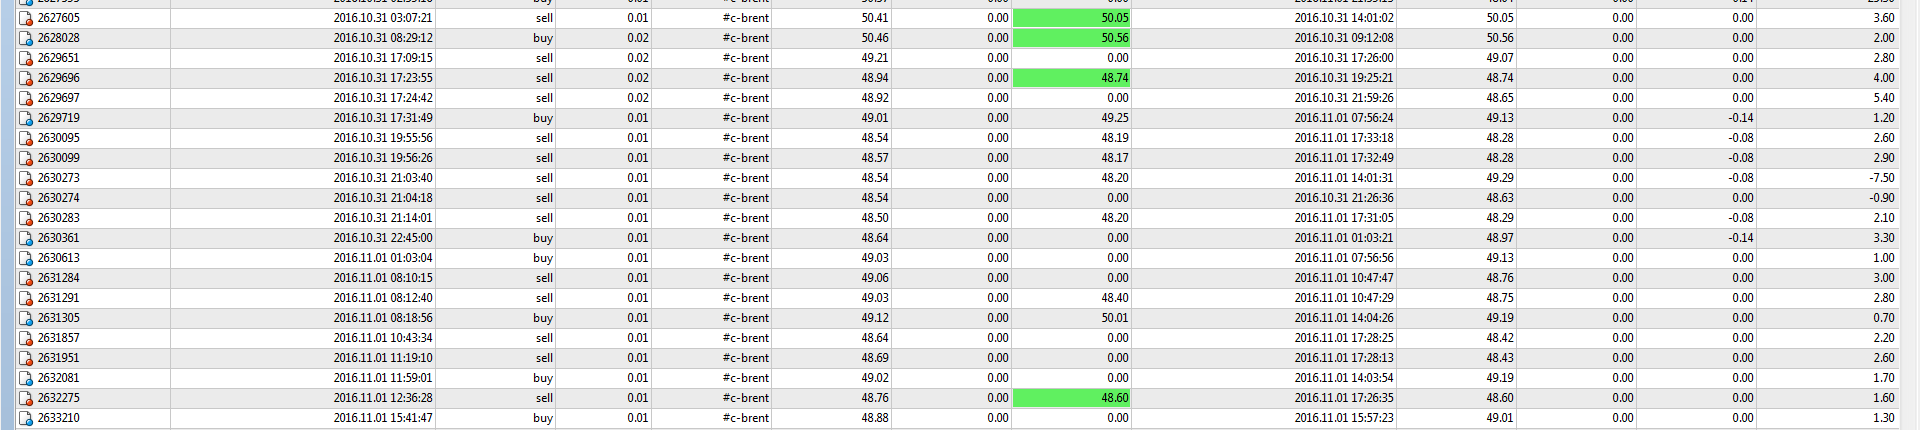 2627605 2016.10.31 03:07:21 sell 0.01 #c-brent 50.41 0.00 50.05 2016.10.31 14:01:02 50.05 0.00 0.00 3.60
2628028 2016.10.31 08:29:12 buy 0.02 #c-brent 50.46 0.00 50.56 2016.10.31 09:12:08 50.56 0.00 0.00 2.00
2629651 2016.10.31 17:09:15 sell 0.02 #c-brent 49.21 0.00 0.00 2016.10.31 17:26:00 49.07 0.00 0.00 2.80
2629696 2016.10.31 17:23:55 sell 0.02 #c-brent 48.94 0.00 48.74 2016.10.31 19:25:21 48.74 0.00 0.00 4.00
2629697 2016.10.31 17:24:42 sell 0.02 #c-brent 48.92 0.00 0.00 2016.10.31 21:59:26 48.65 0.00 0.00 5.40
2629719 2016.10.31 17:31:49 buy 0.01 #c-brent 49.01 0.00 49.25 2016.11.01 07:56:24 49.13 0.00 -0.14 1.20
2630095 2016.10.31 19:55:56 sell 0.01 #c-brent 48.54 0.00 48.19 2016.11.01 17:33:18 48.28 0.00 -0.08 2.60
2630099 2016.10.31 19:56:26 sell 0.01 #c-brent 48.57 0.00 48.17 2016.11.01 17:32:49 48.28 0.00 -0.08 2.90
2630273 2016.10.31 21:03:40 sell 0.01 #c-brent 48.54 0.00 48.20 2016.11.01 14:01:31 49.29 0.00 -0.08 -7.50
2630274 2016.10.31 21:04:18 sell 0.01 #c-brent 48.54 0.00 0.00 2016.10.31 21:26:36 48.63 0.00 0.00 -0.90
2630283 2016.10.31 21:14:01 sell 0.01 #c-brent 48.50 0.00 48.20 2016.11.01 17:31:05 48.29 0.00 -0.08 2.10
2630361 2016.10.31 22:45:00 buy 0.01 #c-brent 48.64 0.00 0.00 2016.11.01 01:03:21 48.97 0.00 -0.14 3.30
2630613 2016.11.01 01:03:04 buy 0.01 #c-brent 49.03 0.00 0.00 2016.11.01 07:56:56 49.13 0.00 0.00 1.00
2631284 2016.11.01 08:10:15 sell 0.01 #c-brent 49.06 0.00 0.00 2016.11.01 10:47:47 48.76 0.00 0.00 3.00
2631291 2016.11.01 08:12:40 sell 0.01 #c-brent 49.03 0.00 48.40 2016.11.01 10:47:29 48.75 0.00 0.00 2.80
2631305 2016.11.01 08:18:56 buy 0.01 #c-brent 49.12 0.00 50.01 2016.11.01 14:04:26 49.19 0.00 0.00 0.70
2631857 2016.11.01 10:43:34 sell 0.01 #c-brent 48.64 0.00 0.00 2016.11.01 17:28:25 48.42 0.00 0.00 2.20
2631951 2016.11.01 11:19:10 sell 0.01 #c-brent 48.69 0.00 0.00 2016.11.01 17:28:13 48.43 0.00 0.00 2.60
2632081 2016.11.01 11:59:01 buy 0.01 #c-brent 49.02 0.00 0.00 2016.11.01 14:03:54 49.19 0.00 0.00 1.70
2632275 2016.11.01 12:36:28 sell 0.01 #c-brent 48.76 0.00 48.60 2016.11.01 17:26:35 48.60 0.00 0.00 1.60
2633210 2016.11.01 15:41:47 buy 0.01 #c-brent 48.88 0.00 0.00 2016.11.01 15:57:23 49.01 0.00 0.00 1.30